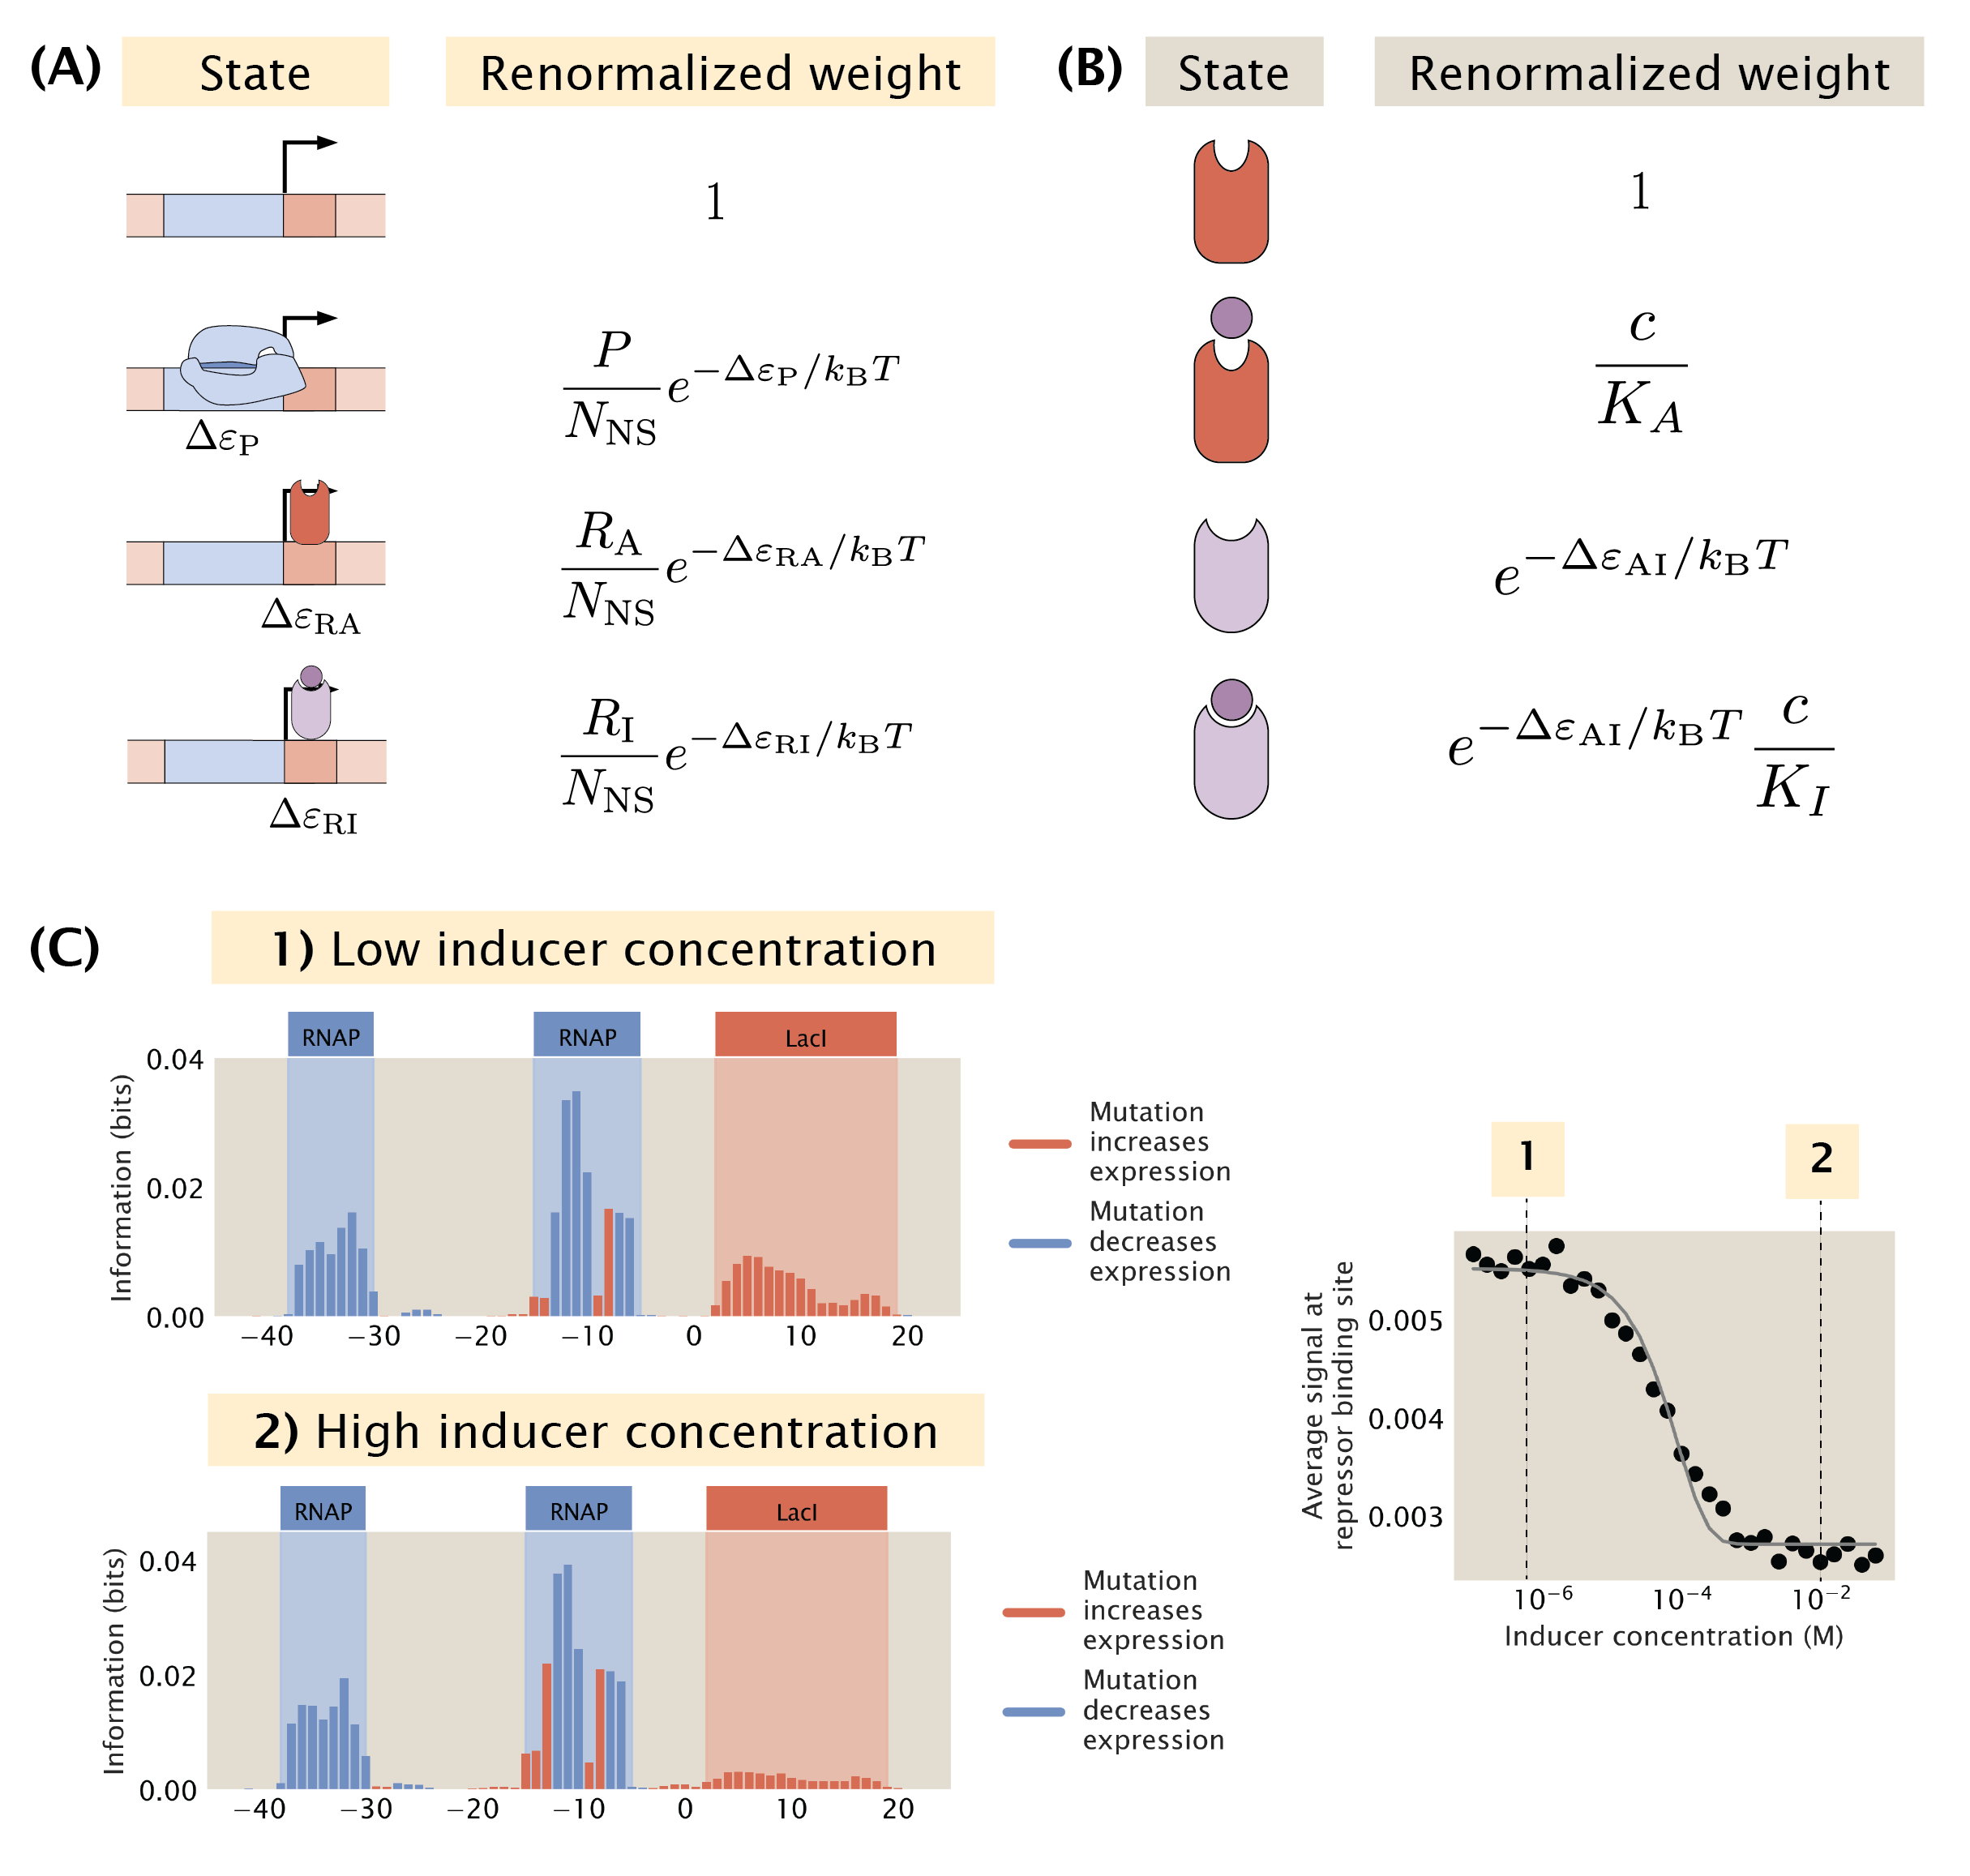 (A)
State
Renormalized weight
1
Δε_P
P/N_NS e^{−Δε_P/k_BT}
Δε_RA
R_A/N_NS e^{−Δε_RA/k_BT}
Δε_RI
R_I/N_NS e^{−Δε_RI/k_BT}
(B)
State
Renormalized weight
1
c/K_A
e^{−Δε_AI/k_BT}
e^{−Δε_AI/k_BT} c/K_I
(C)
1) Low inducer concentration
RNAP
RNAP
LacI
Information (bits)
0.04
0.02
0.00
−40 −30 −20 −10 0 10 20
Mutation
increases
expression
Mutation
decreases
expression
2) High inducer concentration
RNAP
RNAP
LacI
Information (bits)
0.04
0.02
0.00
−40 −30 −20 −10 0 10 20
Mutation
increases
expression
Mutation
decreases
expression
1
2
Average signal at
repressor binding site
0.005
0.004
0.003
10^−6 10^−4 10^−2
Inducer concentration (M)